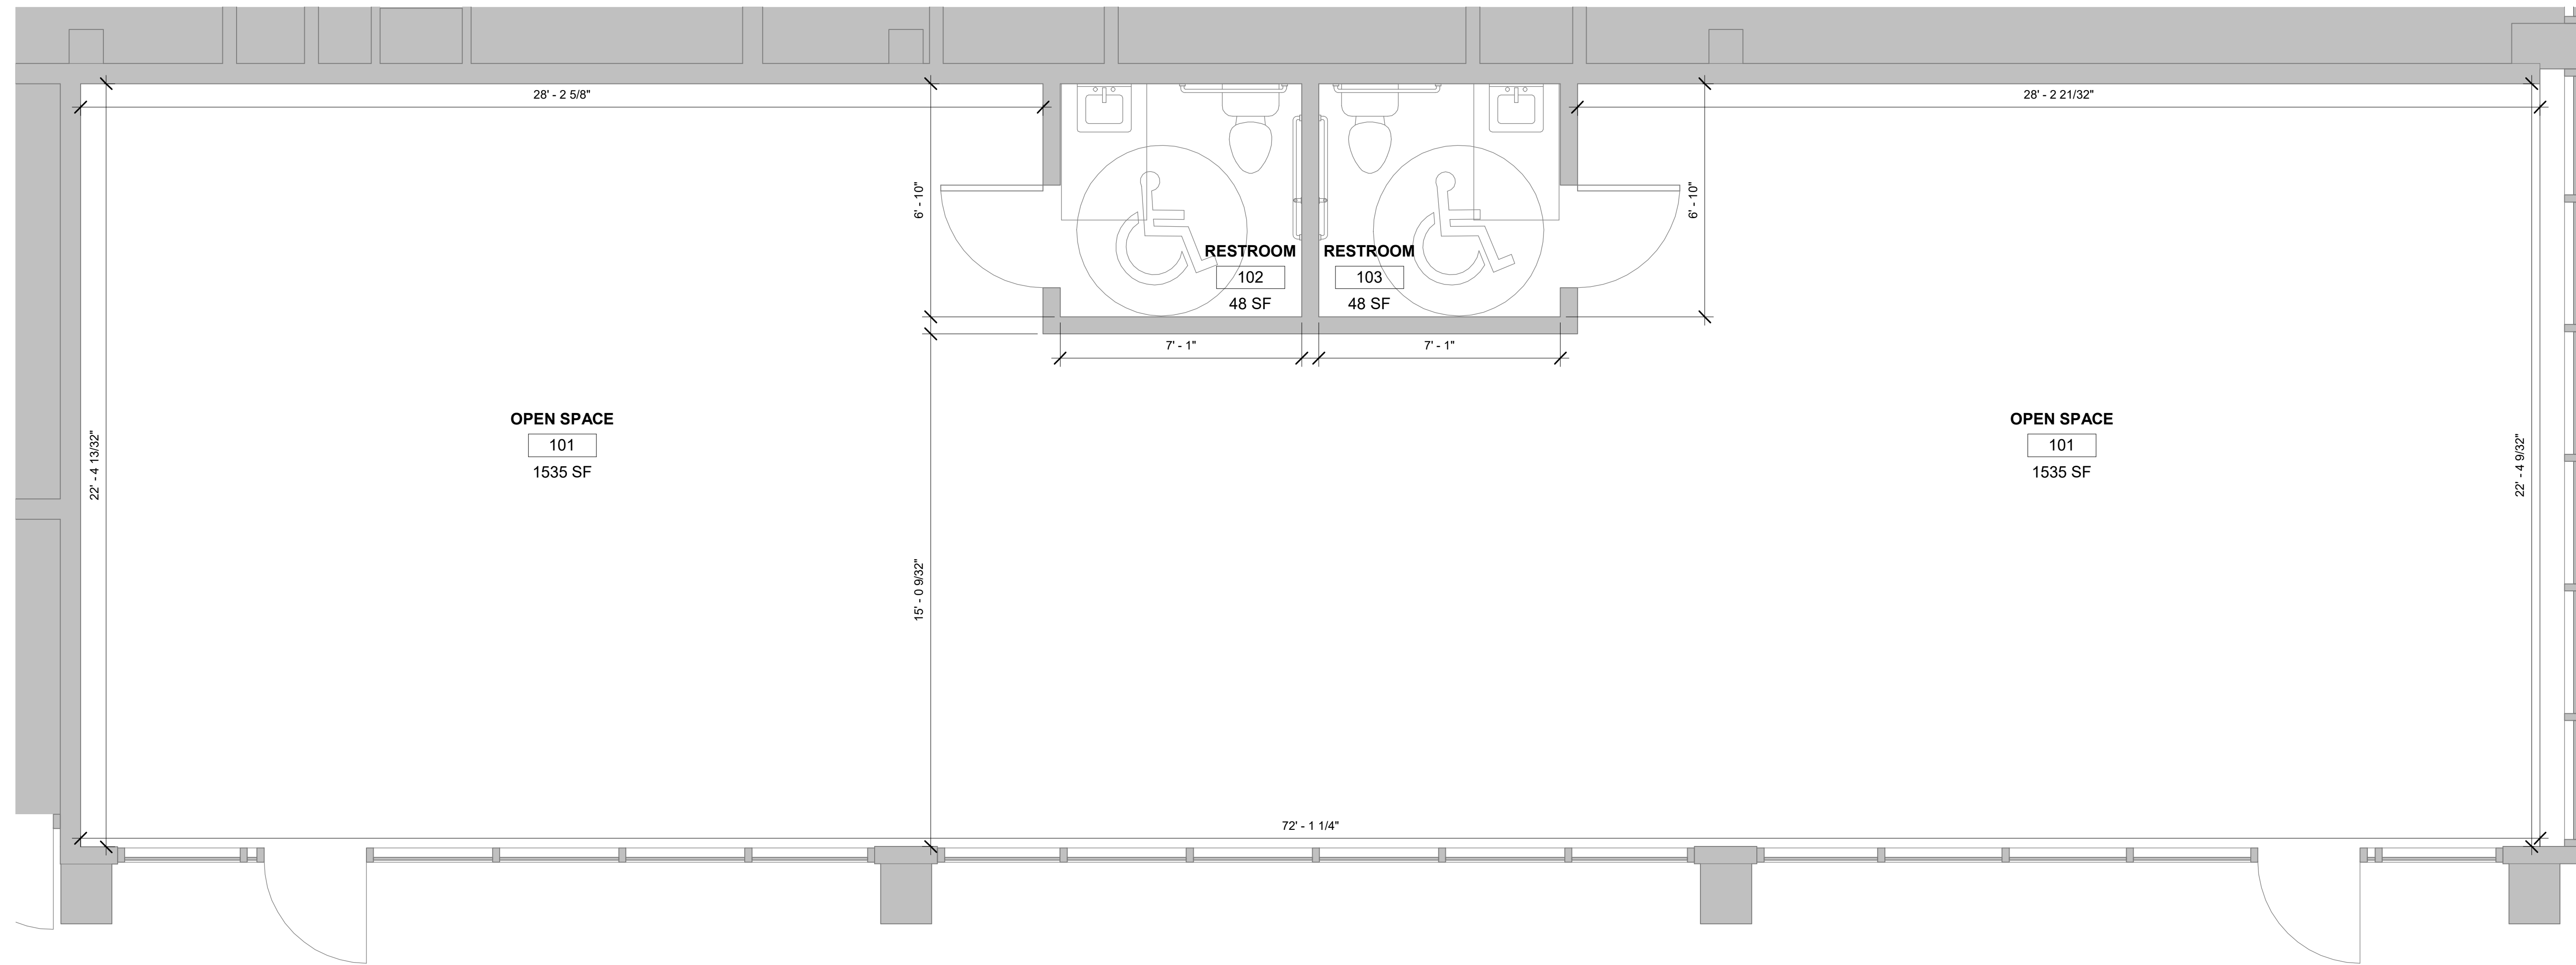 28' - 2 5/8"
28' - 2 21/32"
6' - 10"
6' - 10"
RESTROOM
102
48 SF
RESTROOM
103
48 SF
7' - 1"
7' - 1"
OPEN SPACE
101
1535 SF
OPEN SPACE
101
1535 SF
22' - 4 13/32"
22' - 4 9/32"
15' - 0 9/32"
72' - 1 1/4"